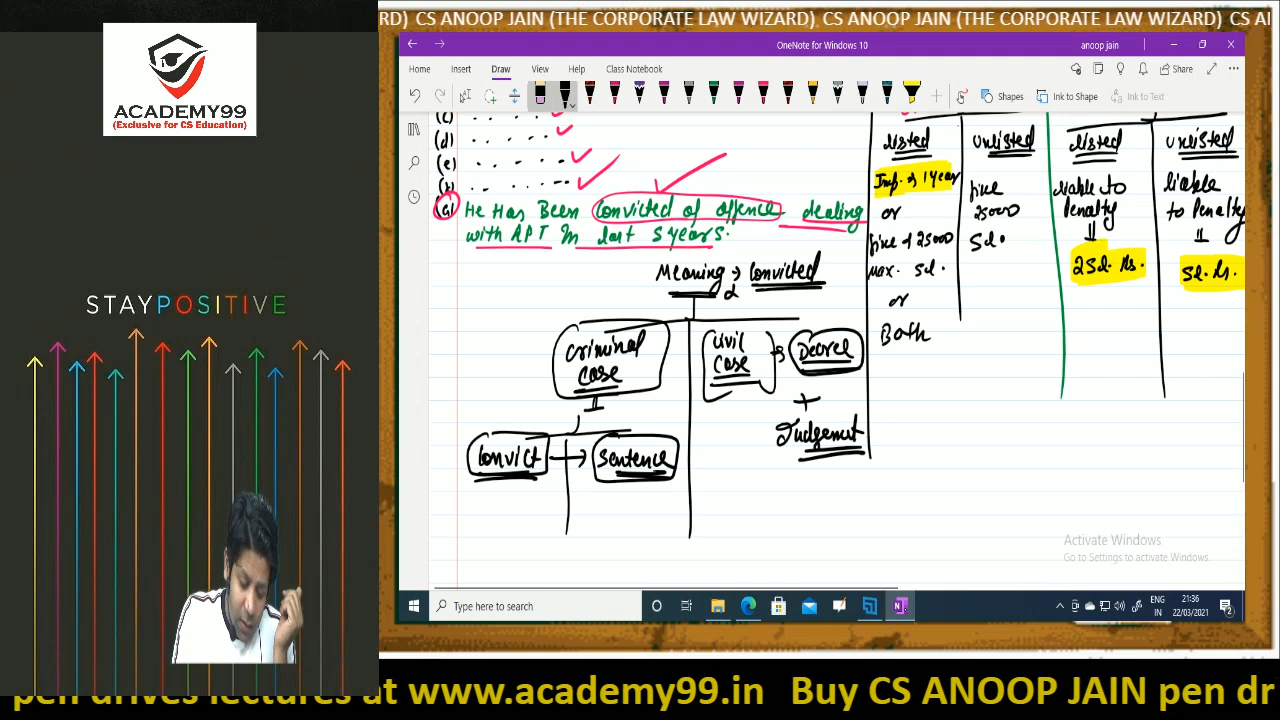 RD) CS ANOOP JAIN (THE CORPORATE LAW WIZARD) CS ANOOP JAIN (THE CORPORATE LAW WIZARD) CS AI
OneNote for Windows 10
anoop jain
Home Insert Draw View Help Class Notebook
Share
Shapes Ink to Shape Ink to Text
ACADEMY99
(Exclusive for CS Education)
STAYPOSITIVE
(c)
(d)
(e)
(g) He Has Been Convicted of offence dealing
with RPT in last 5 years.
Meaning of Convicted
Criminal
Case
Convict → Sentence
Civil
Case
Decree
+
Judgement
Listed
Imp. of 1 year
or
fine of 25000
Max. 5l.
or
Both
Unlisted
fine
25000
5l.
Listed
liable to
Penalty
=
25l. Rs.
Unlisted
liable
to Penalty
=
5l. Rs.
Activate Windows
Go to Settings to activate Windows.
Type here to search
ENG
IN
21:36
22/03/2021
2
pen drives lectures at www.academy99.in Buy CS ANOOP JAIN pen dr